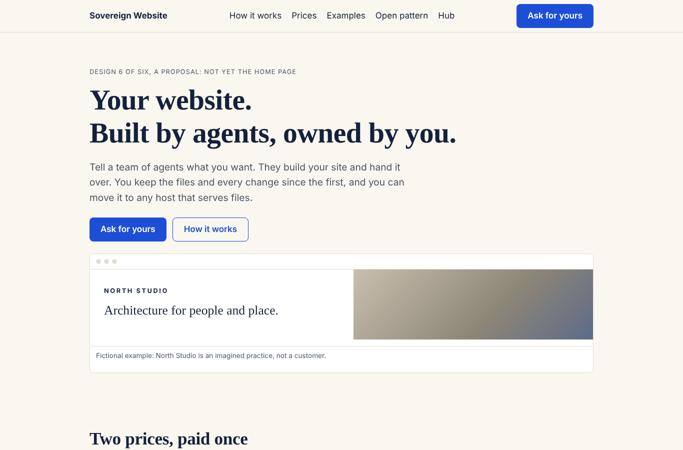 Sovereign Website
How it works
Prices
Examples
Open pattern
Hub
Ask for yours
DESIGN 6 OF SIX, A PROPOSAL: NOT YET THE HOME PAGE
Your website.
Built by agents, owned by you.
Tell a team of agents what you want. They build your site and hand it
over. You keep the files and every change since the first, and you can
move it to any host that serves files.
Ask for yours
How it works
NORTH STUDIO
Architecture for people and place.
Fictional example: North Studio is an imagined practice, not a customer.
Two prices, paid once